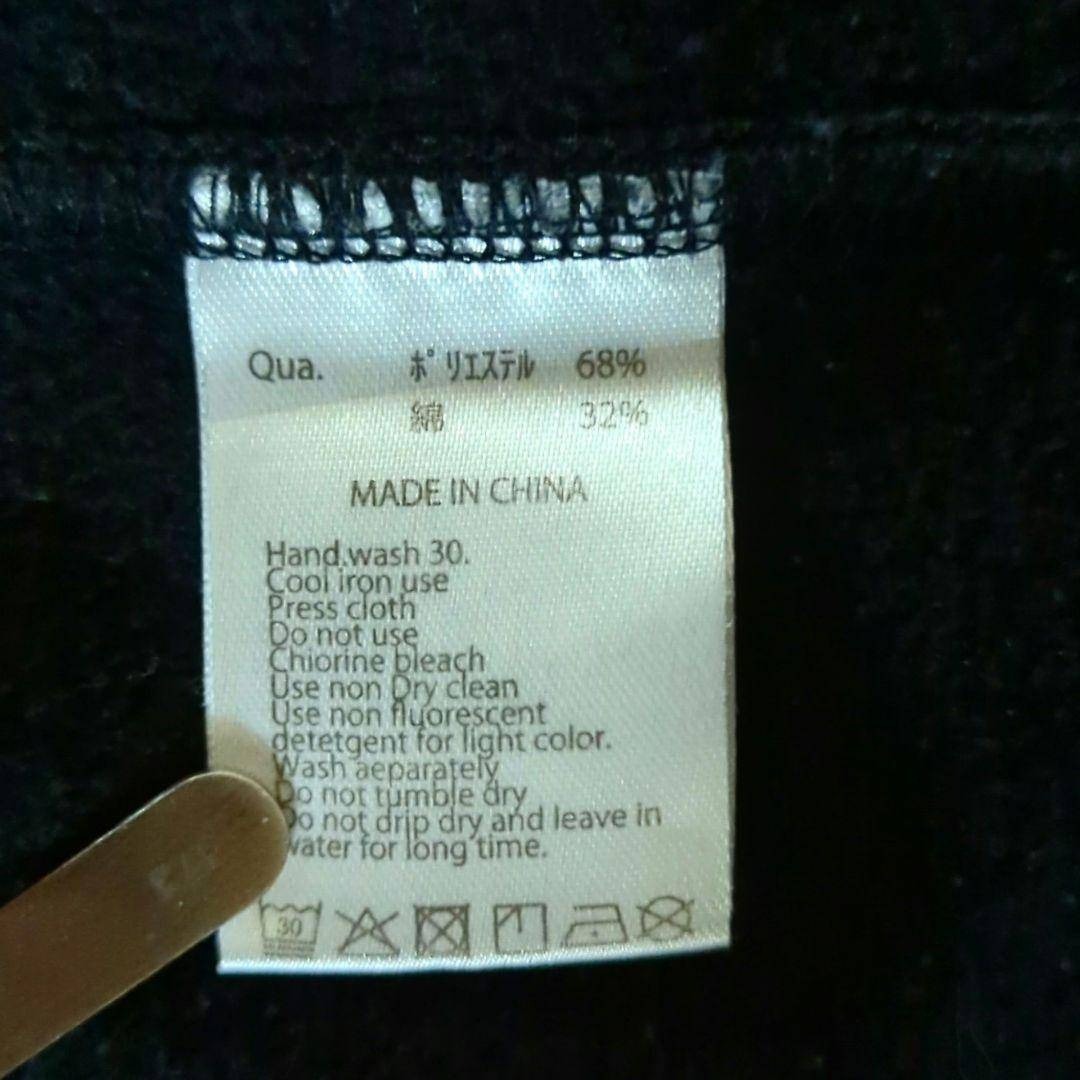 Qua. ポリエステル 68%
綿 32%
MADE IN CHINA
Hand.wash 30.
Cool iron use
Press cloth
Do not use
Chiorine bleach
Use non Dry clean
Use non fluorescent
detetgent for light color.
Wash aeparately
Do not tumble dry
Do not drip dry and leave in
water for long time.
30